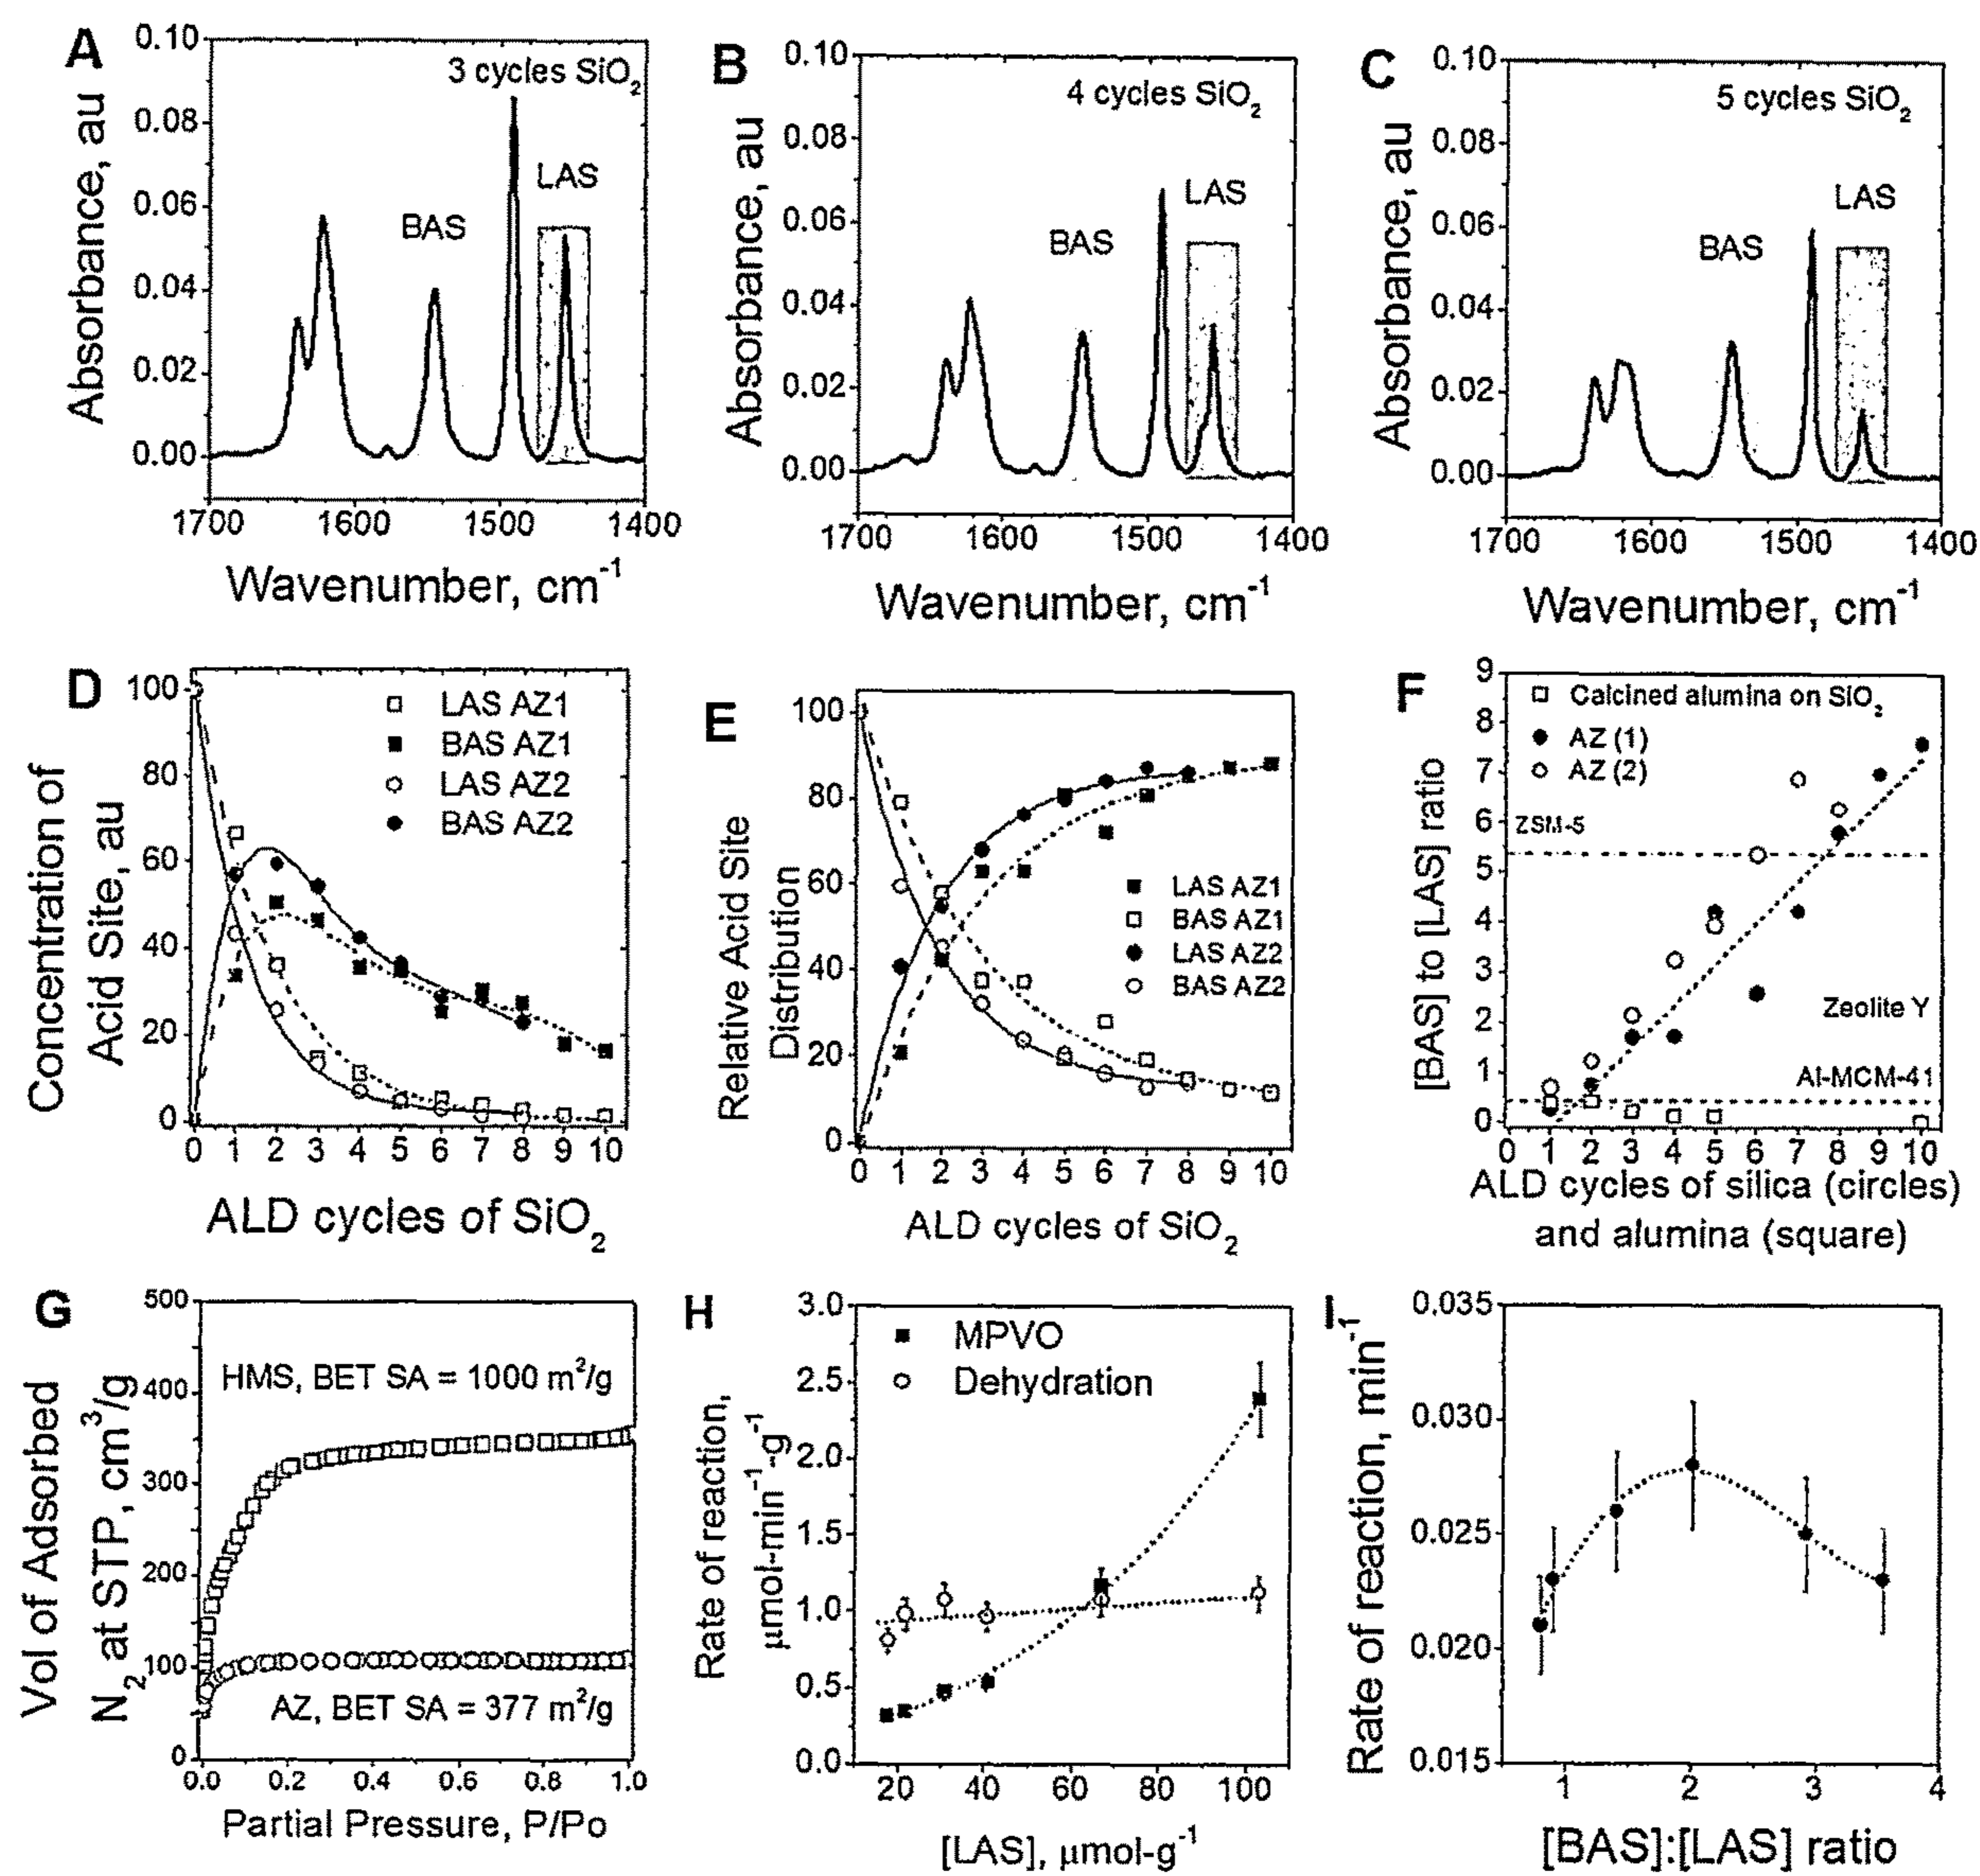 A
0.10
0.08
0.06
0.04
0.02
0.00
Absorbance, au
3 cycles SiO2
BAS
LAS
1700 1600 1500 1400
Wavenumber, cm-1
B
0.10
0.08
0.06
0.04
0.02
0.00
Absorbance, au
4 cycles SiO2
BAS
LAS
1700 1600 1500 1400
Wavenumber, cm-1
C
0.10
0.08
0.06
0.04
0.02
0.00
Absorbance, au
5 cycles SiO2
BAS
LAS
1700 1600 1500 1400
Wavenumber, cm-1
D
100
80
60
40
20
0
Concentration of
Acid Site, au
LAS AZ1
BAS AZ1
LAS AZ2
BAS AZ2
0 1 2 3 4 5 6 7 8 9 10
ALD cycles of SiO2
E
100
80
60
40
20
0
Relative Acid Site
Distribution
LAS AZ1
BAS AZ1
LAS AZ2
BAS AZ2
0 1 2 3 4 5 6 7 8 9 10
ALD cycles of SiO2
F
9
8
7
6
5
4
3
2
1
0
[BAS] to [LAS] ratio
Calcined alumina on SiO2
AZ (1)
AZ (2)
ZSM-5
Zeolite Y
Al-MCM-41
0 1 2 3 4 5 6 7 8 9 10
ALD cycles of silica (circles)
and alumina (square)
G
500
400
300
200
100
0
Vol of Adsorbed
N2 at STP, cm3/g
HMS, BET SA = 1000 m2/g
AZ, BET SA = 377 m2/g
0.0 0.2 0.4 0.6 0.8 1.0
Partial Pressure, P/Po
H
3.0
2.5
2.0
1.5
1.0
0.5
0.0
Rate of reaction,
μmol-min-1-g-1
MPVO
Dehydration
20 40 60 80 100
[LAS], μmol-g-1
I
0.035
0.030
0.025
0.020
0.015
Rate of reaction, min-1
1 2 3 4
[BAS]:[LAS] ratio